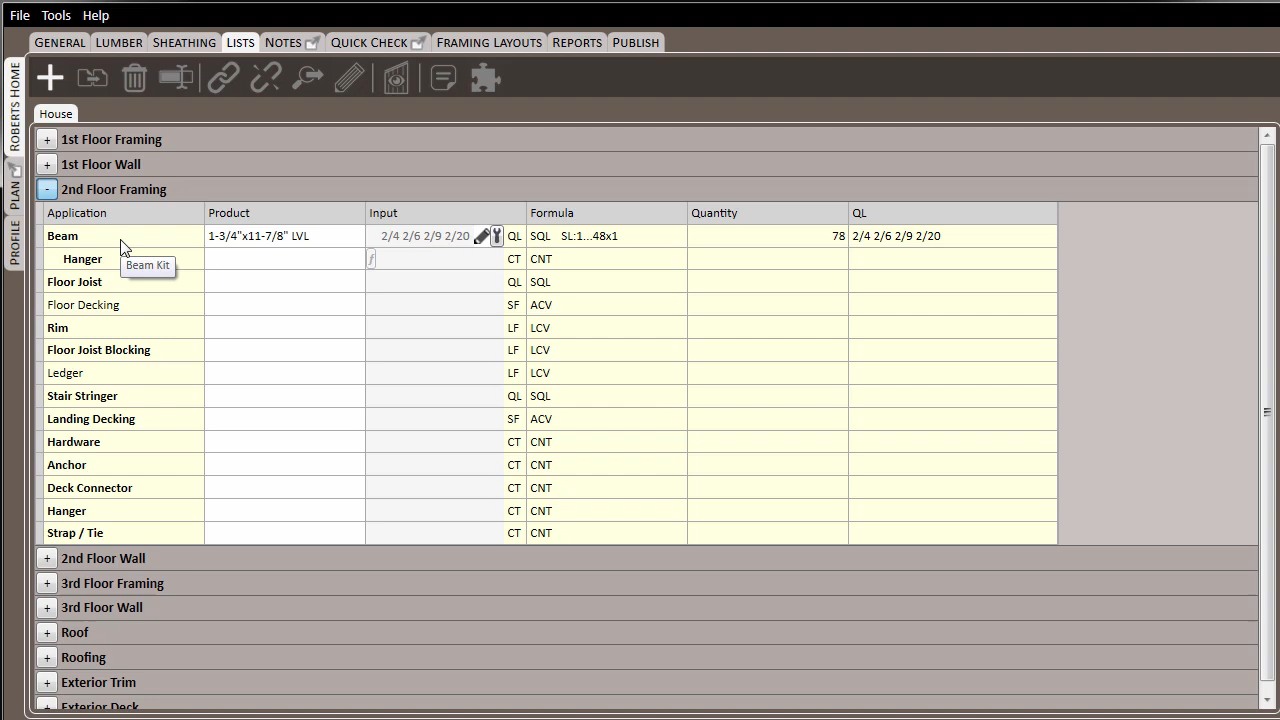 File Tools Help
GENERAL LUMBER SHEATHING LISTS NOTES QUICK CHECK FRAMING LAYOUTS REPORTS PUBLISH
ROBERTS HOME
PLAN
PROFILE
House
+ 1st Floor Framing
+ 1st Floor Wall
- 2nd Floor Framing
Application Product Input Formula Quantity QL
Beam 1-3/4"x11-7/8" LVL 2/4 2/6 2/9 2/20 QL SQL SL:1...48x1 78 2/4 2/6 2/9 2/20
Hanger f CT CNT
Beam Kit
Floor Joist QL SQL
Floor Decking SF ACV
Rim LF LCV
Floor Joist Blocking LF LCV
Ledger LF LCV
Stair Stringer QL SQL
Landing Decking SF ACV
Hardware CT CNT
Anchor CT CNT
Deck Connector CT CNT
Hanger CT CNT
Strap / Tie CT CNT
+ 2nd Floor Wall
+ 3rd Floor Framing
+ 3rd Floor Wall
+ Roof
+ Roofing
+ Exterior Trim
+ Exterior Deck